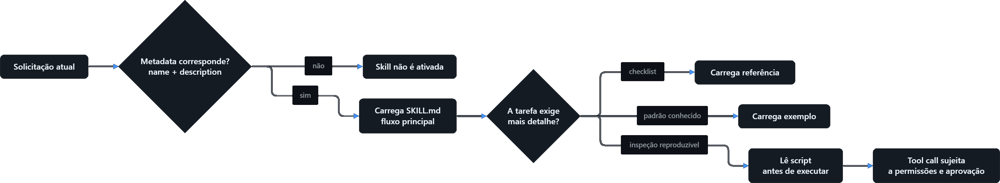 Solicitação atual
Metadata corresponde?
name + description
não
Skill não é ativada
sim
Carrega SKILL.md
fluxo principal
A tarefa exige
mais detalhe?
checklist
Carrega referência
padrão conhecido
Carrega exemplo
inspeção reproduzível
Lê script
antes de executar
Tool call sujeita
a permissões e aprovação